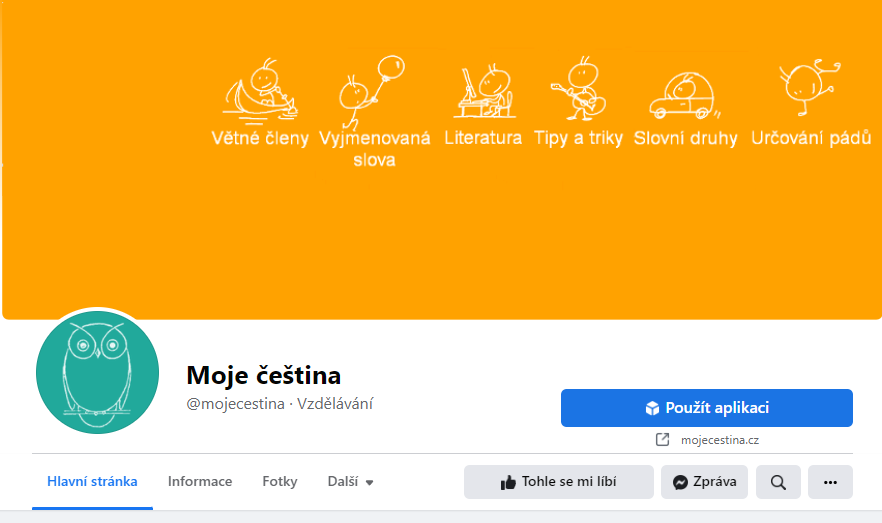 Větné členy
Vyjmenovaná
slova
Literatura
Tipy a triky
Slovní druhy
Určování pádů
Moje čeština
@mojecestina · Vzdělávání
Použít aplikaci
mojecestina.cz
Hlavní stránka
Informace
Fotky
Další
Tohle se mi líbí
Zpráva